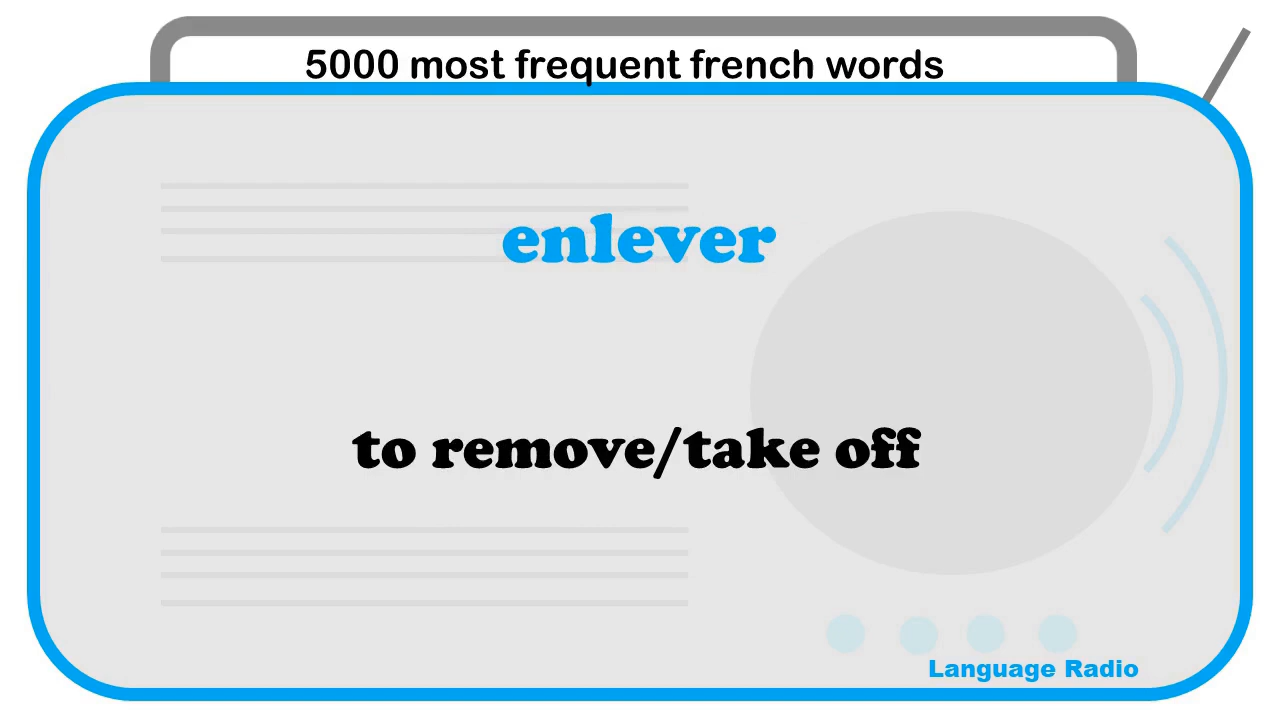 5000 most frequent french words
enlever
to remove/take off
Language Radio